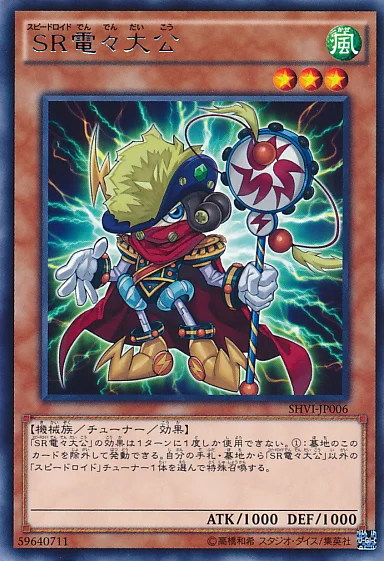 スピードロイド でんでんだいこう
SR電々大公
風
SHVI-JP006
【機械族／チューナー／効果】
「SR電々大公」の効果は1ターンに1度しか使用できない。①：墓地のこの
カードを除外して発動できる。自分の手札・墓地から「SR電々大公」以外の
「スピードロイド」チューナー1体を選んで特殊召喚する。
ATK/1000 DEF/1000
59640711
©高橋和希 スタジオ・ダイス/集英社